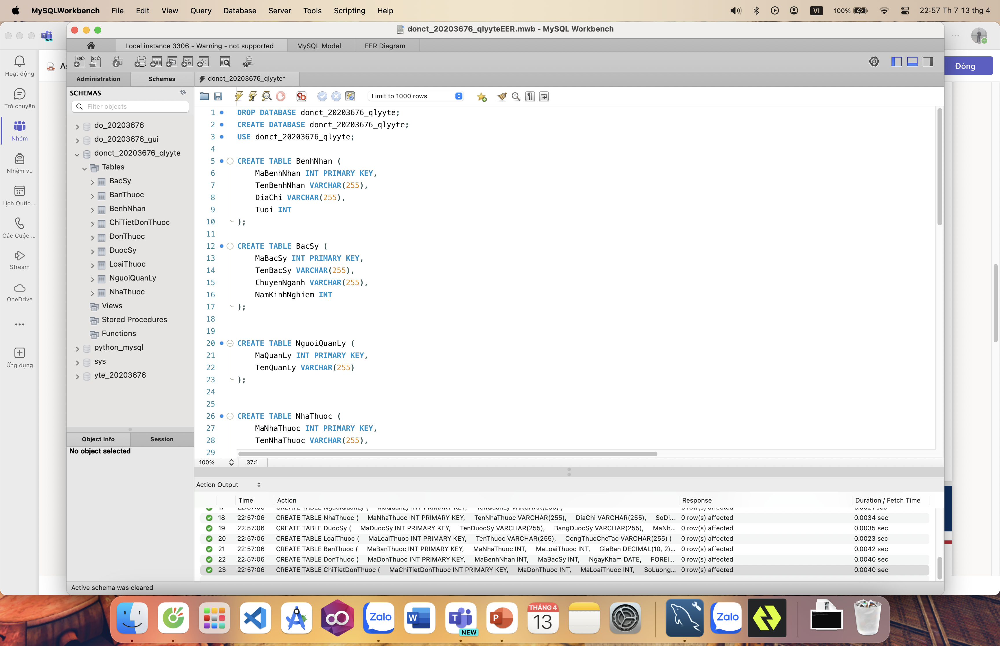 MySQLWorkbench File Edit View Query Database Server Tools Scripting Help VI 100% 22:57 Th 7 13 thg 4
donct_20203676_qlyyteEER.mwb - MySQL Workbench
NEW
Local instance 3306 - Warning - not supported MySQL Model EER Diagram
Hoạt động
Trò chuyện
Nhóm
Nhiệm vụ
Lịch Outlo...
Các Cuộc ...
Stream
OneDrive
Ứng dụng
Đóng
Administration Schemas donct_20203676_qlyyte*
SCHEMAS
Filter objects
Limit to 1000 rows
do_20203676
do_20203676_gui
donct_20203676_qlyyte
Tables
BacSy
BanThuoc
BenhNhan
ChiTietDonThuoc
DonThuoc
DuocSy
LoaiThuoc
NguoiQuanLy
NhaThuoc
Views
Stored Procedures
Functions
python_mysql
sys
yte_20203676
Object Info Session
No object selected
1 DROP DATABASE donct_20203676_qlyyte;
2 CREATE DATABASE donct_20203676_qlyyte;
3 USE donct_20203676_qlyyte;
4
5 CREATE TABLE BenhNhan (
6 MaBenhNhan INT PRIMARY KEY,
7 TenBenhNhan VARCHAR(255),
8 DiaChi VARCHAR(255),
9 Tuoi INT
10 );
11
12 CREATE TABLE BacSy (
13 MaBacSy INT PRIMARY KEY,
14 TenBacSy VARCHAR(255),
15 ChuyenNganh VARCHAR(255),
16 NamKinhNghiem INT
17 );
18
19
20 CREATE TABLE NguoiQuanLy (
21 MaQuanLy INT PRIMARY KEY,
22 TenQuanLy VARCHAR(255)
23 );
24
25
26 CREATE TABLE NhaThuoc (
27 MaNhaThuoc INT PRIMARY KEY,
28 TenNhaThuoc VARCHAR(255),
29
100% 37:1
Action Output
Time Action Response Duration / Fetch Time
18 22:57:06 CREATE TABLE NhaThuoc ( MaNhaThuoc INT PRIMARY KEY, TenNhaThuoc VARCHAR(255), DiaChi VARCHAR(255), SoDi... 0 row(s) affected 0.0034 sec
19 22:57:06 CREATE TABLE DuocSy ( MaDuocSy INT PRIMARY KEY, TenDuocSy VARCHAR(255), BangDuocSy VARCHAR(255), MaNh... 0 row(s) affected 0.0035 sec
20 22:57:06 CREATE TABLE LoaiThuoc ( MaLoaiThuoc INT PRIMARY KEY, TenThuoc VARCHAR(255), CongThucCheTao VARCHAR(255) ) 0 row(s) affected 0.0023 sec
21 22:57:06 CREATE TABLE BanThuoc ( MaBanThuoc INT PRIMARY KEY, MaNhaThuoc INT, MaLoaiThuoc INT, GiaBan DECIMAL(10, 2)... 0 row(s) affected 0.0042 sec
22 22:57:06 CREATE TABLE DonThuoc ( MaDonThuoc INT PRIMARY KEY, MaBenhNhan INT, MaBacSy INT, NgayKham DATE, FOREI... 0 row(s) affected 0.0040 sec
23 22:57:06 CREATE TABLE ChiTietDonThuoc ( MaChiTietDonThuoc INT PRIMARY KEY, MaDonThuoc INT, MaLoaiThuoc INT, SoLuong... 0 row(s) affected 0.0040 sec
Active schema was cleared
Zalo W T NEW P THÁNG 4 13 Zalo